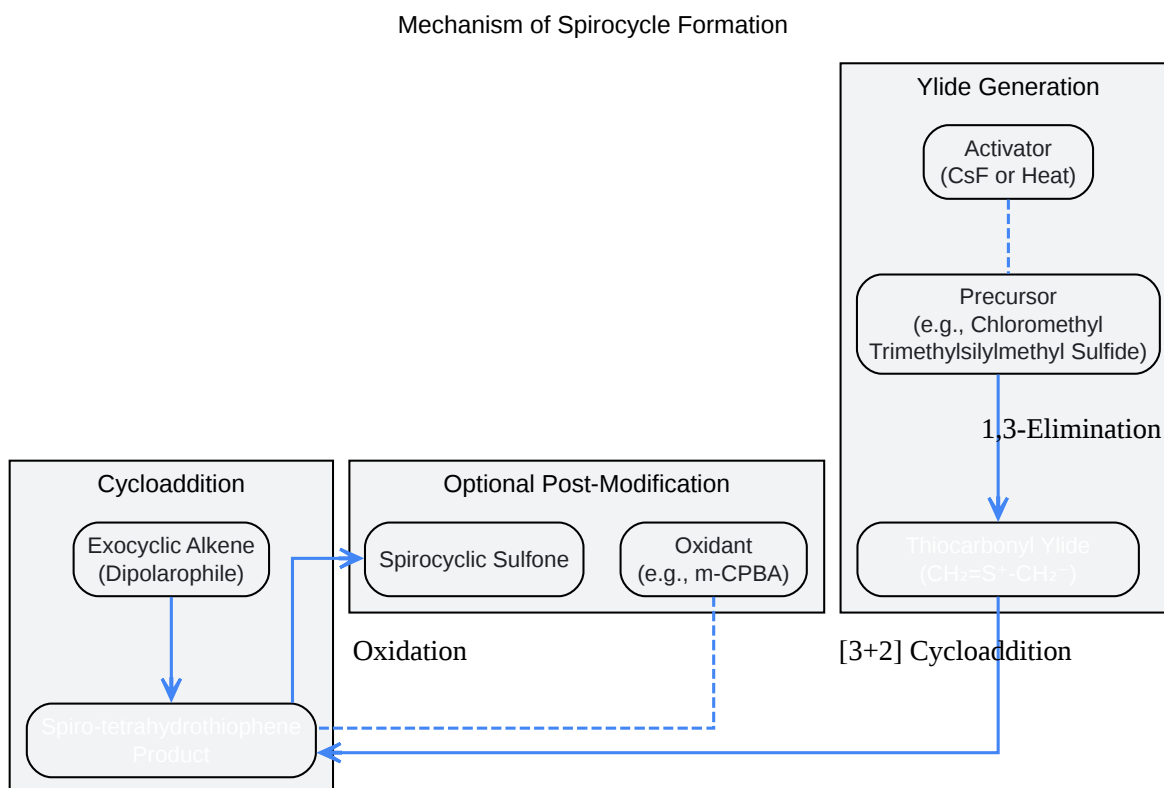 Mechanism of Spirocycle Formation
Ylide Generation
Activator
(CsF or Heat)
Precursor
(e.g., Chloromethyl
Trimethylsilylmethyl Sulfide)
1,3-Elimination
Thiocarbonyl Ylide
(CH₂=S⁺-CH₂⁻)
[3+2] Cycloaddition
Cycloaddition
Exocyclic Alkene
(Dipolarophile)
Spiro-tetrahydrothiophene
Product
Optional Post-Modification
Spirocyclic Sulfone
Oxidant
(e.g., m-CPBA)
Oxidation